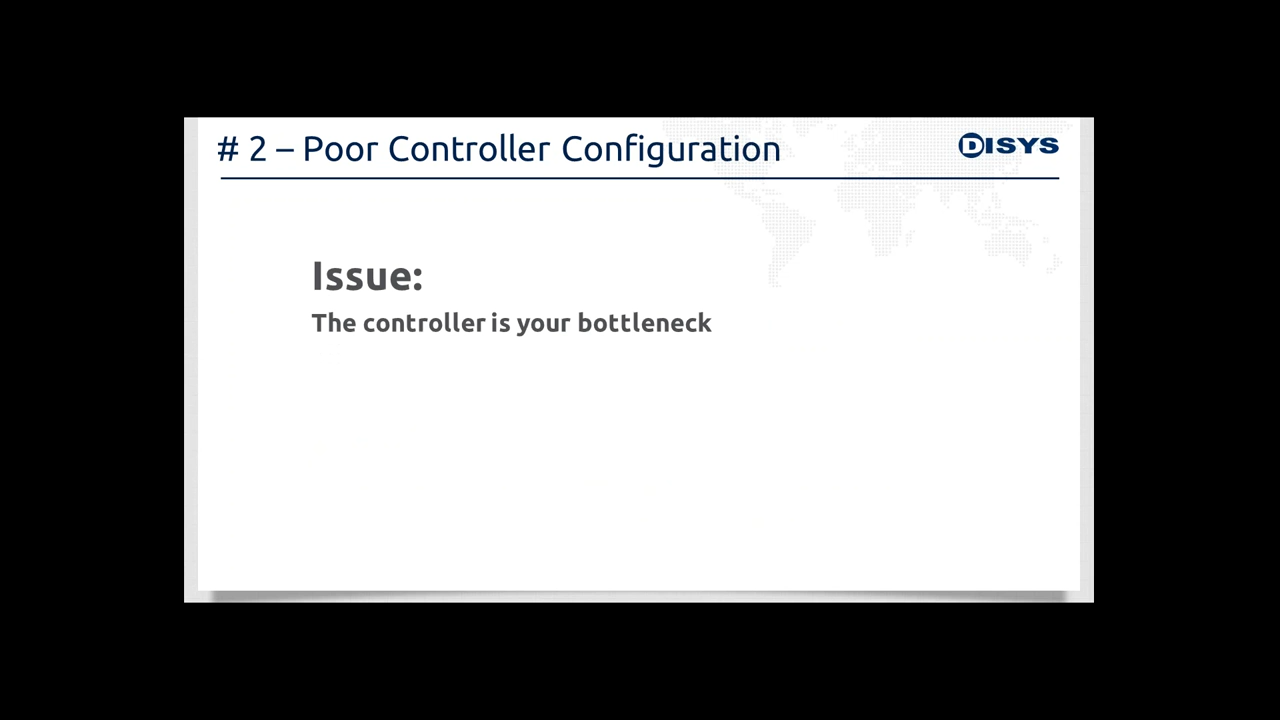 # 2 – Poor Controller Configuration
DISYS
Issue:
The controller is your bottleneck